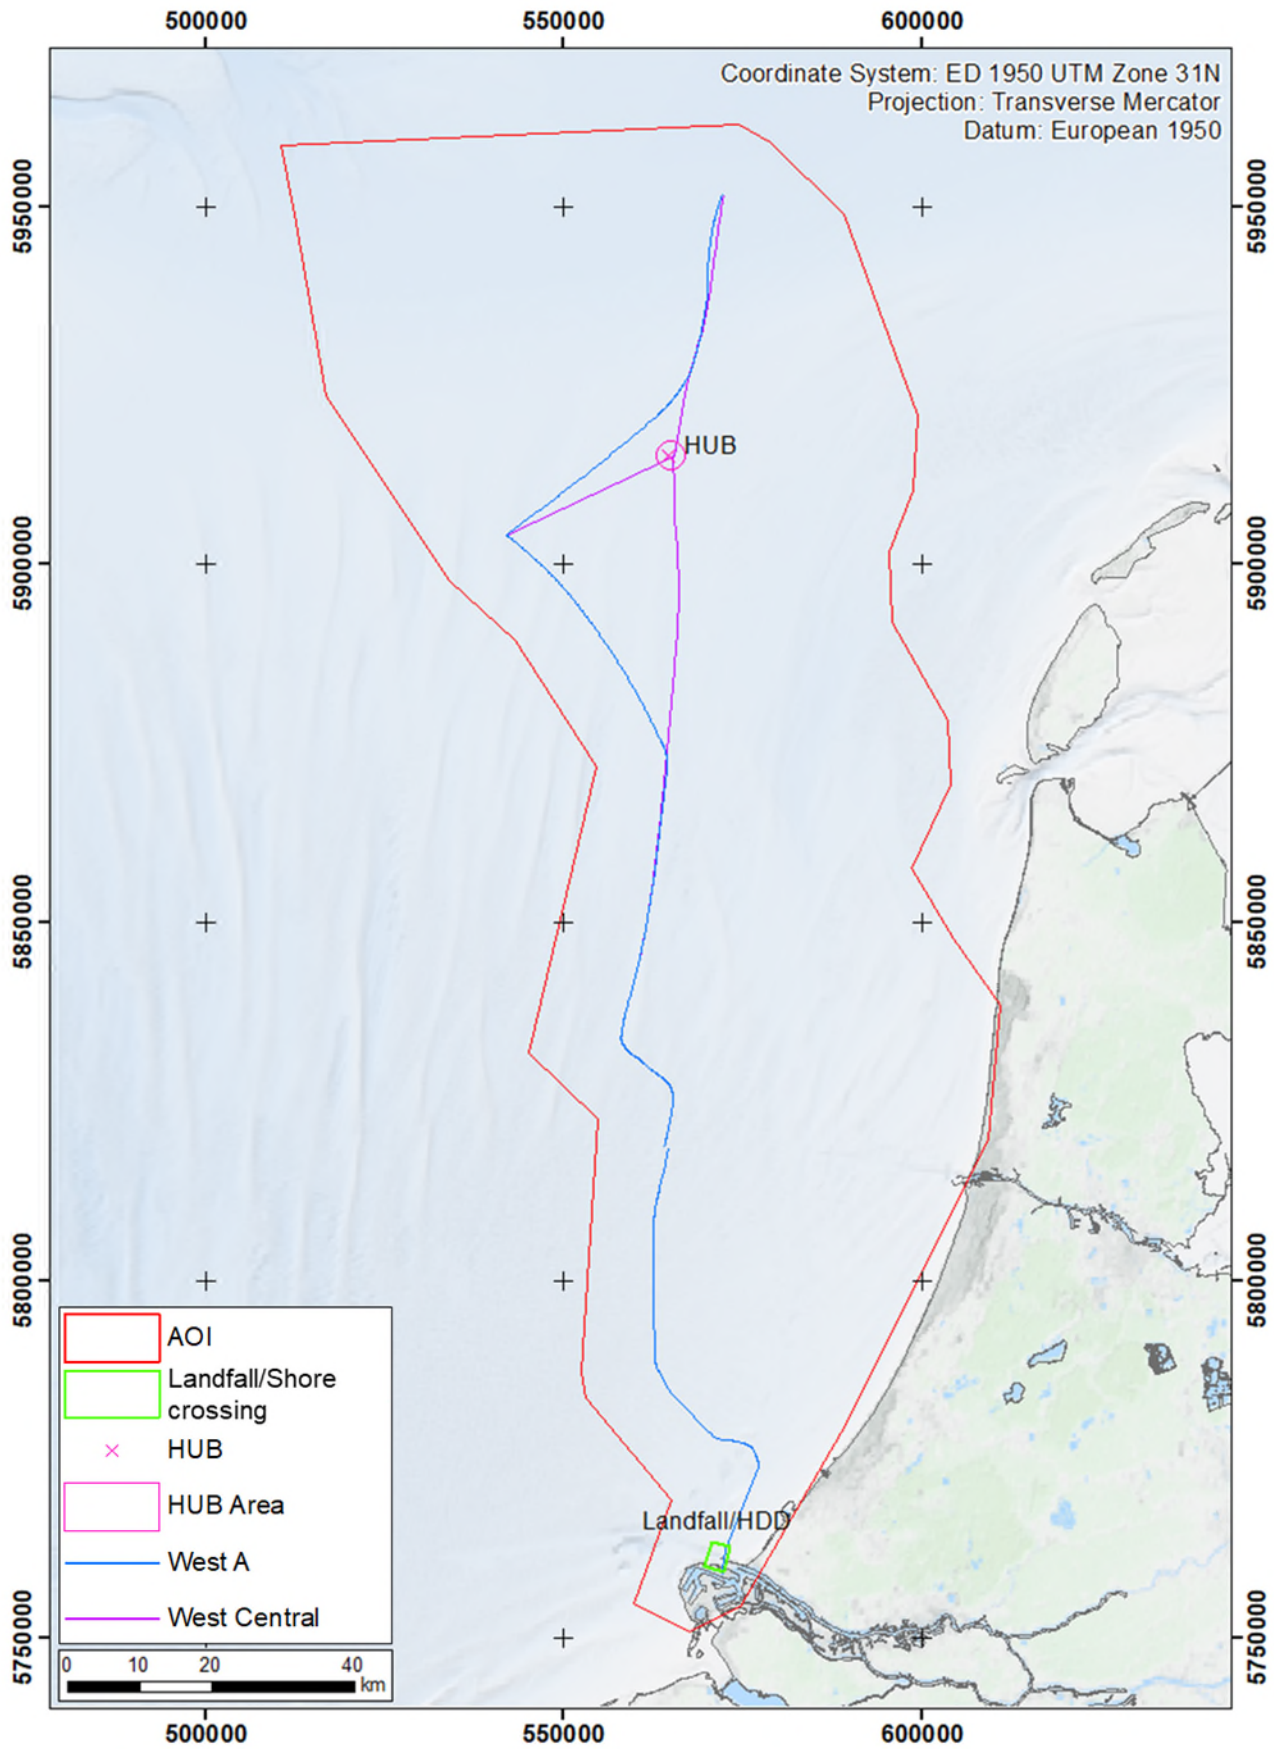 500000 550000 600000
Coordinate System: ED 1950 UTM Zone 31N
Projection: Transverse Mercator
Datum: European 1950
5950000 5950000
HUB
5900000 5900000
5850000 5850000
5800000 5800000
AOI
Landfall/Shore
crossing
HUB
HUB Area
West A
West Central
Landfall/HDD
5750000 5750000
0 10 20 40
km
500000 550000 600000